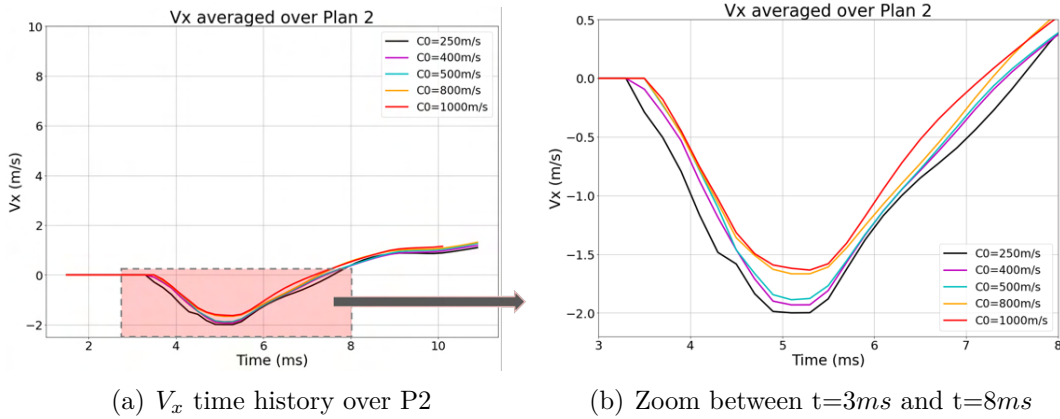 Vx averaged over Plan 2
10
8
6
4
2
0
−2
Vx (m/s)
C0=250m/s
C0=400m/s
C0=500m/s
C0=800m/s
C0=1000m/s
2 4 6 8 10
Time (ms)
(a) Vx time history over P2
Vx averaged over Plan 2
0.5
0.0
−0.5
−1.0
−1.5
−2.0
Vx (m/s)
C0=250m/s
C0=400m/s
C0=500m/s
C0=800m/s
C0=1000m/s
3 4 5 6 7 8
Time (ms)
(b) Zoom between t=3ms and t=8ms